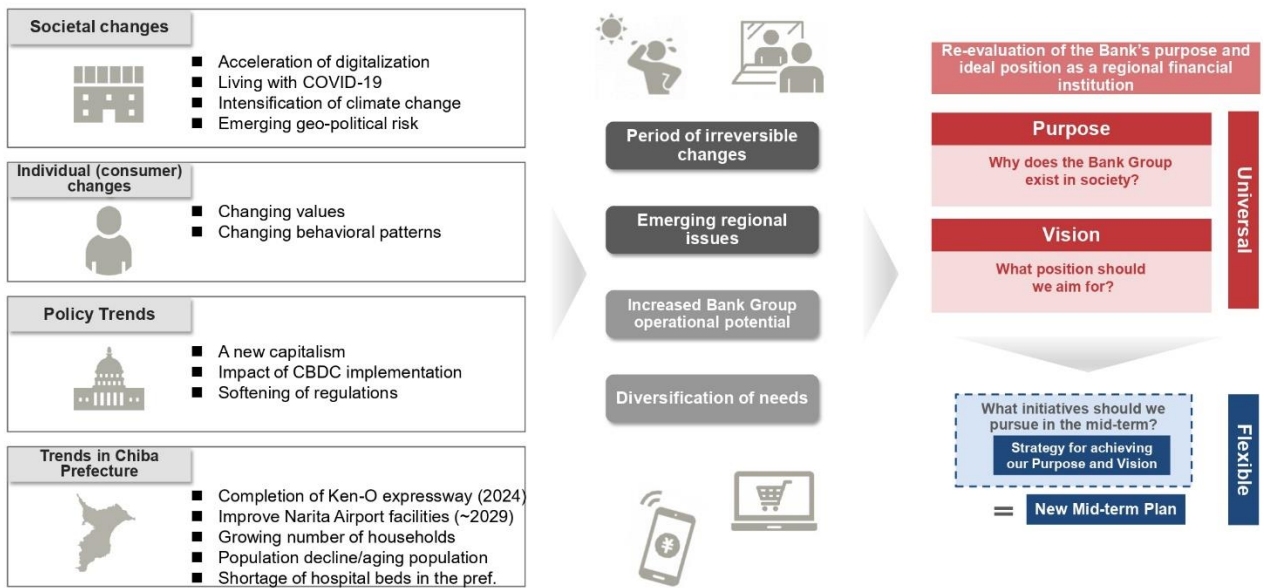 Societal changes
Acceleration of digitalization
Living with COVID-19
Intensification of climate change
Emerging geo-political risk
Individual (consumer)
changes
Changing values
Changing behavioral patterns
Policy Trends
A new capitalism
Impact of CBDC implementation
Softening of regulations
Trends in Chiba
Prefecture
Completion of Ken-O expressway (2024)
Improve Narita Airport facilities (~2029)
Growing number of households
Population decline/aging population
Shortage of hospital beds in the pref.
Period of irreversible
changes
Emerging regional
issues
Increased Bank Group
operational potential
Diversification of needs
¥
Re-evaluation of the Bank's purpose and
ideal position as a regional financial
institution
Purpose
Why does the Bank Group
exist in society?
Vision
What position should
we aim for?
Universal
What initiatives should we
pursue in the mid-term?
Strategy for achieving
our Purpose and Vision
= New Mid-term Plan
Flexible